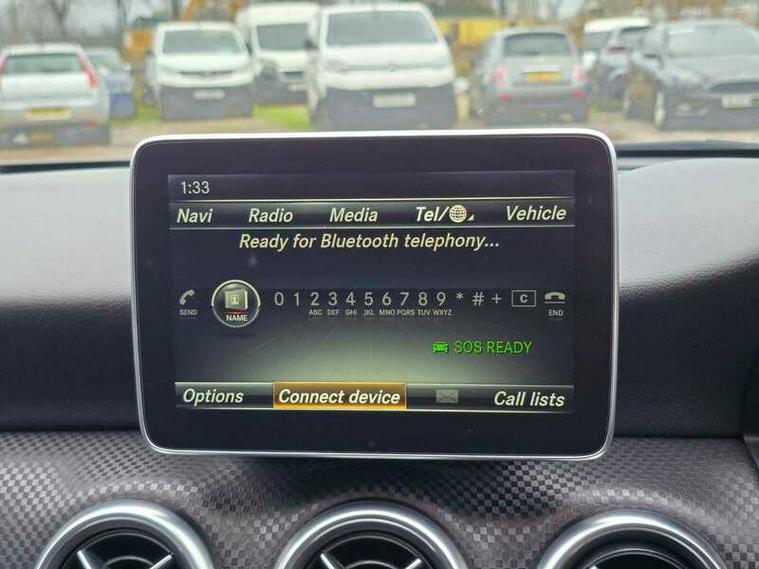 1:33
Navi Radio Media Tel/ Vehicle
Ready for Bluetooth telephony...
0 1 2 3 4 5 6 7 8 9 * # + C
SEND NAME ABC DEF GHI JKL MNO PQRS TUV WXYZ END
SOS READY
Options Connect device Call lists